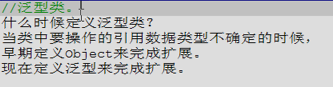 //泛型类。
什么时候定义泛型类？
当类中要操作的引用数据类型不确定的时候，
早期定义Object来完成扩展。
现在定义泛型来完成扩展。